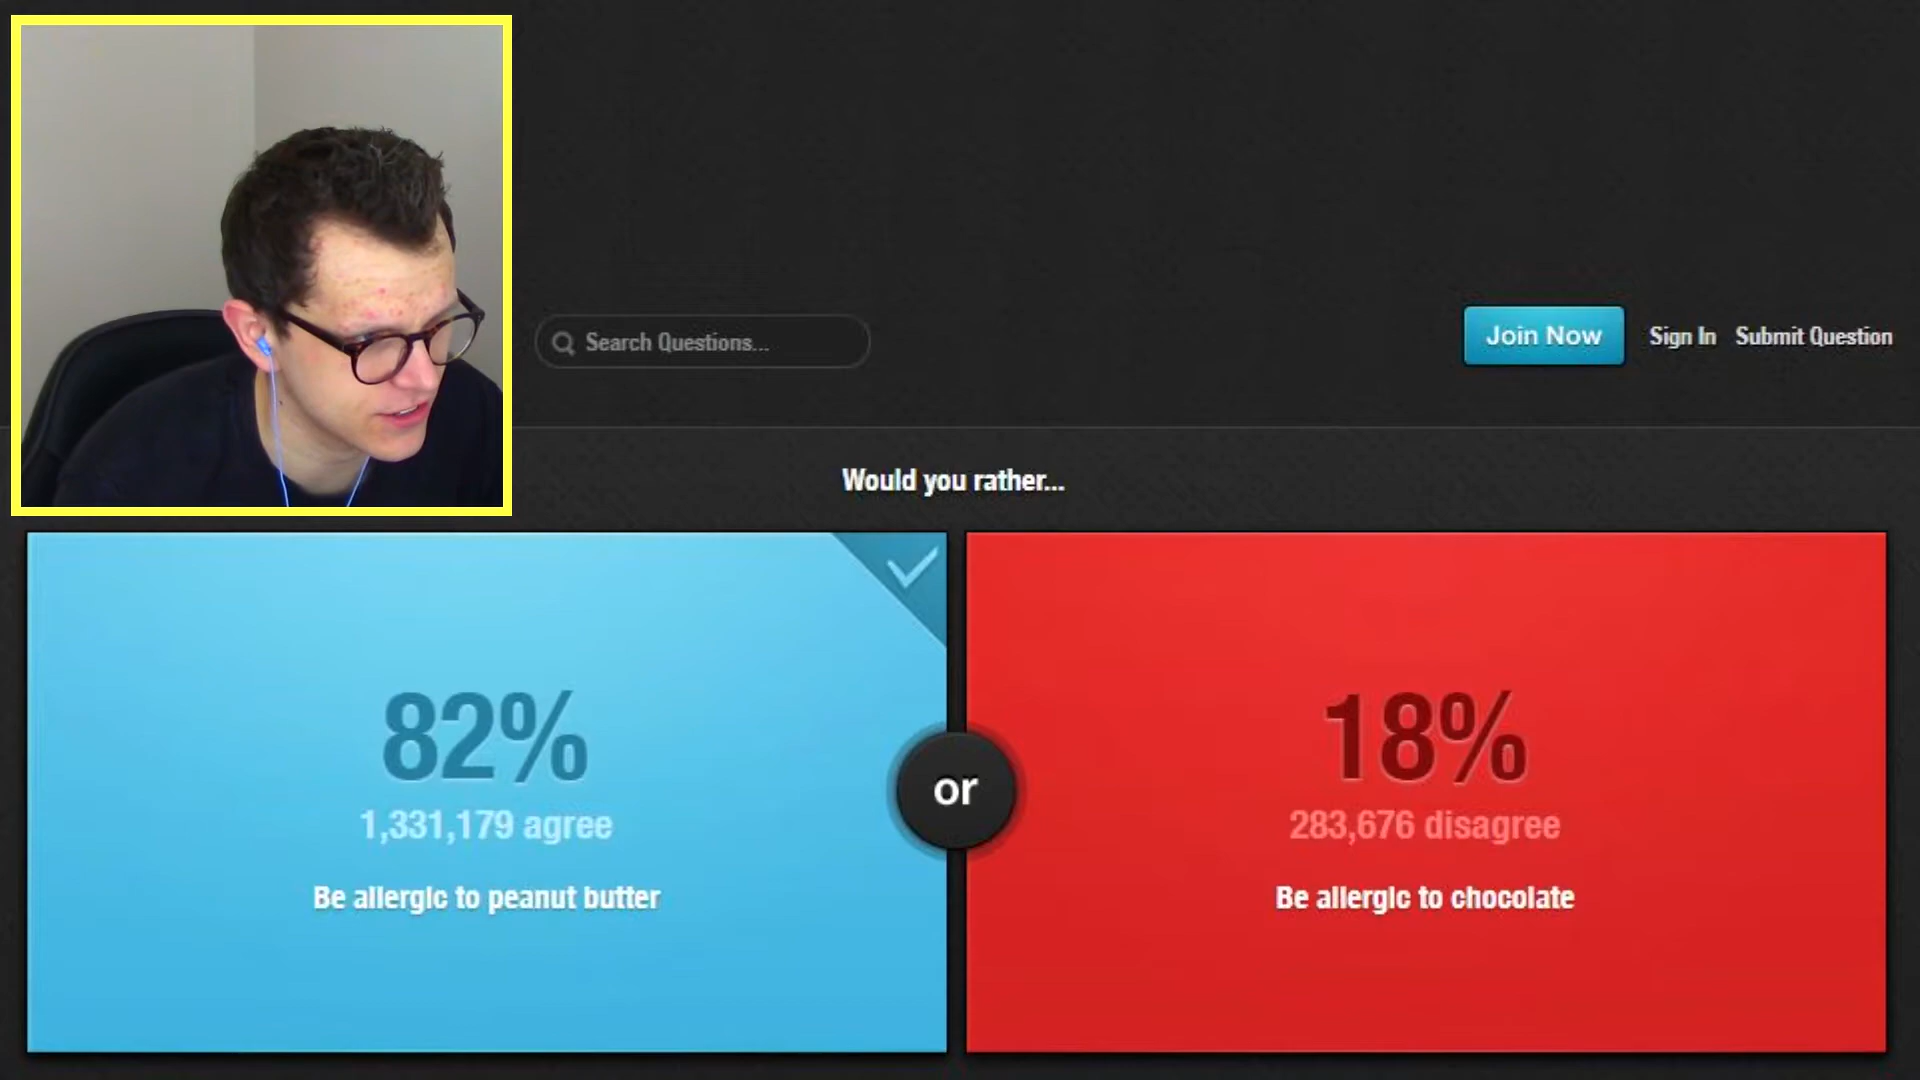 Search Questions...
Join Now
Sign In
Submit Question
Would you rather...
82%
1,331,179 agree
Be allergic to peanut butter
or
18%
283,676 disagree
Be allergic to chocolate